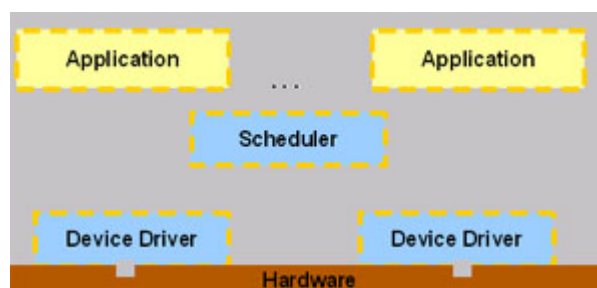 Application
Application
...
Scheduler
Device Driver
Device Driver
Hardware